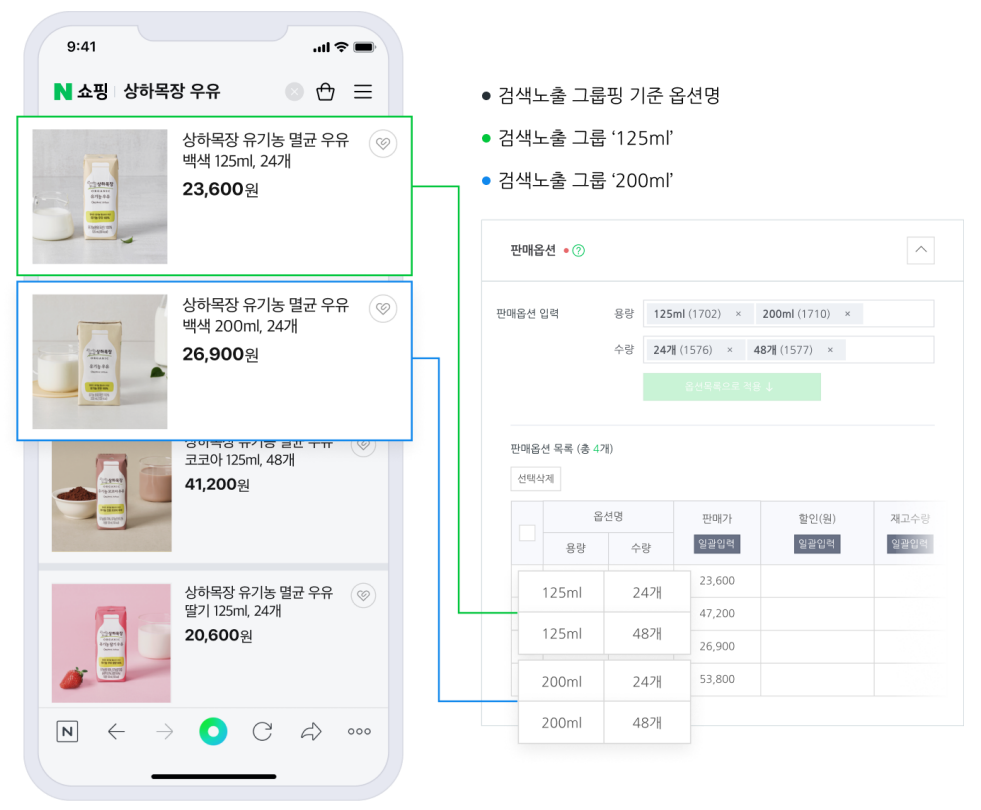 9:41
N 쇼핑 상하목장 우유
상하목장 유기농 멸균 우유
백색 125ml, 24개
23,600원
상하목장 유기농 멸균 우유
백색 200ml, 24개
26,900원
상하목장 유기농 멸균 우유
코코아 125ml, 48개
41,200원
상하목장 유기농 멸균 우유
딸기 125ml, 24개
20,600원
N
• 검색노출 그룹핑 기준 옵션명
• 검색노출 그룹 ‘125ml’
• 검색노출 그룹 ‘200ml’
판매옵션 • ?
판매옵션 입력 용량 125ml (1702) × 200ml (1710) ×
수량 24개 (1576) × 48개 (1577) ×
옵션목록으로 적용 ↓
판매옵션 목록 (총 4개)
선택삭제
옵션명 판매가 할인(원) 재고수량
용량 수량 일괄입력 일괄입력 일괄입력
125ml 24개 23,600
125ml 48개 47,200
200ml 24개 26,900
200ml 48개 53,800